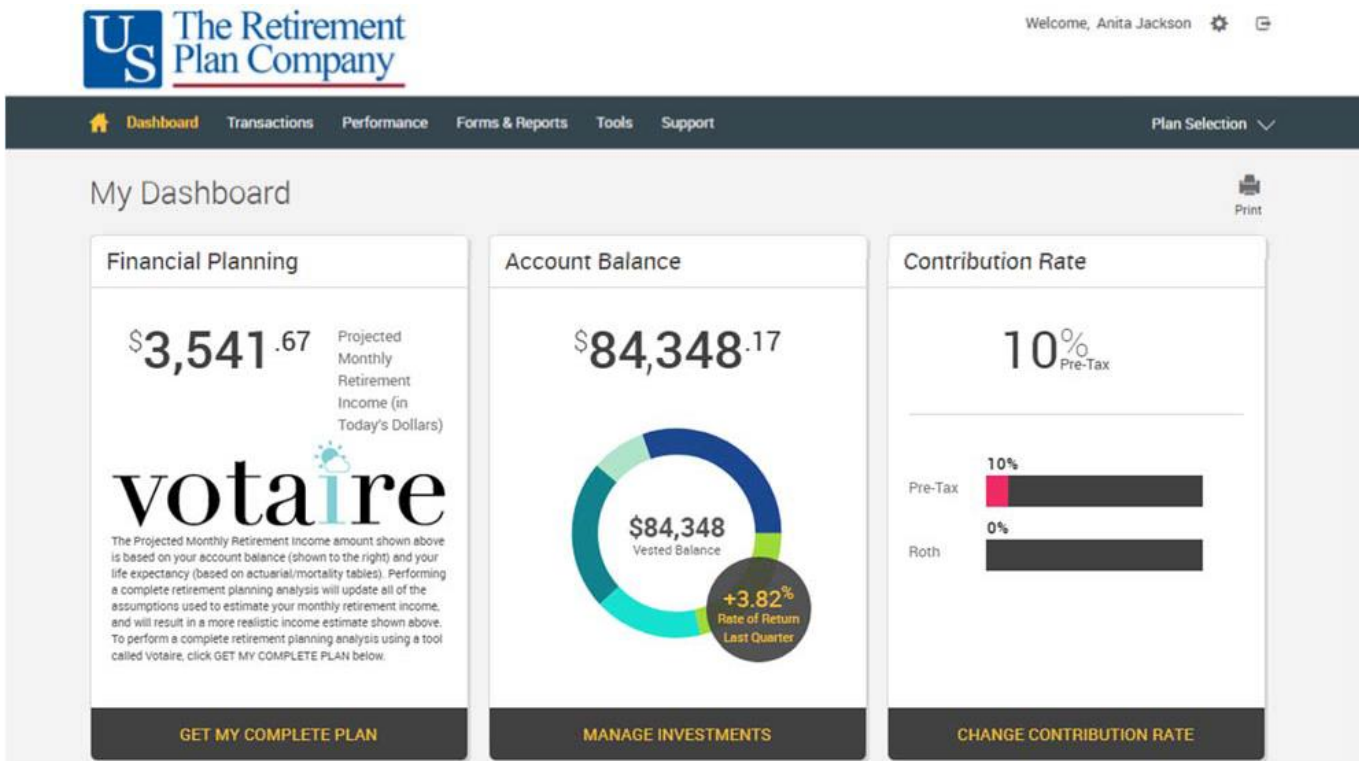 US The Retirement
Plan Company
Welcome, Anita Jackson
Dashboard Transactions Performance Forms & Reports Tools Support Plan Selection
My Dashboard
Print
Financial Planning
$3,541.67
Projected
Monthly
Retirement
Income (in
Today's Dollars)
votaire
The Projected Monthly Retirement Income amount shown above
is based on your account balance (shown to the right) and your
life expectancy (based on actuarial/mortality tables). Performing
a complete retirement planning analysis will update all of the
assumptions used to estimate your monthly retirement income,
and will result in a more realistic income estimate shown above.
To perform a complete retirement planning analysis using a tool
called Votaire, click GET MY COMPLETE PLAN below.
GET MY COMPLETE PLAN
Account Balance
$84,348.17
$84,348
Vested Balance
+3.82%
Rate of Return
Last Quarter
MANAGE INVESTMENTS
Contribution Rate
10%
Pre-Tax
10%
Pre-Tax
0%
Roth
CHANGE CONTRIBUTION RATE